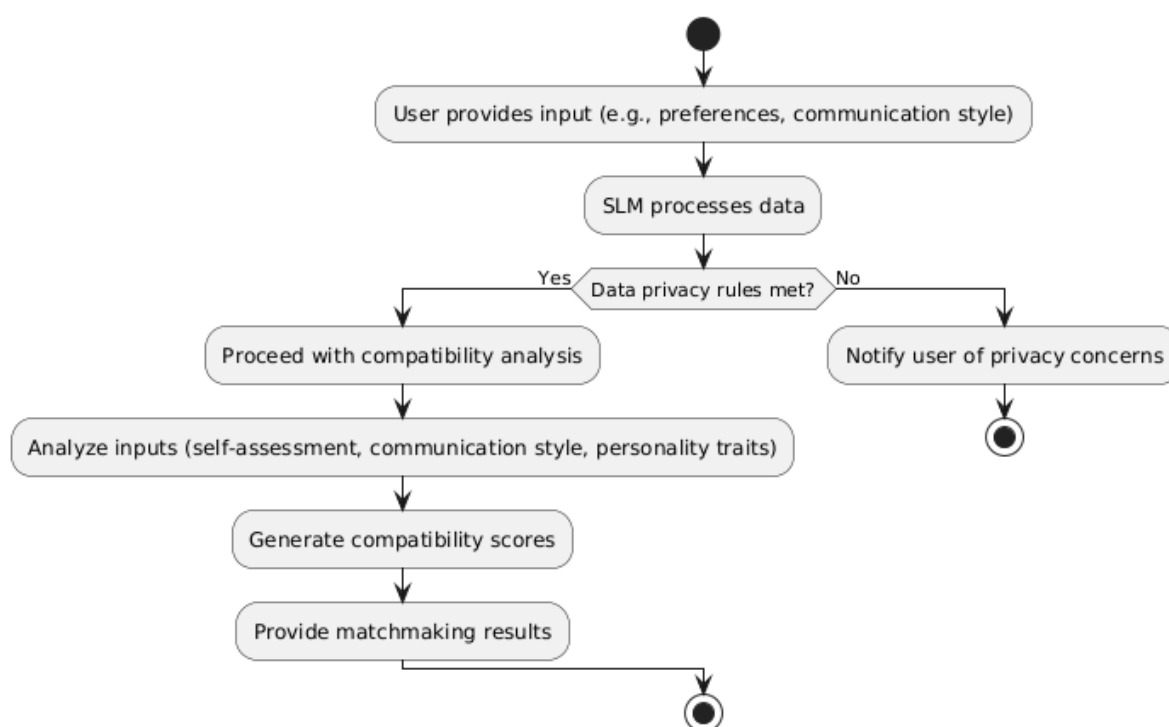 User provides input (e.g., preferences, communication style)
SLM processes data
Yes
Data privacy rules met?
No
Proceed with compatibility analysis
Notify user of privacy concerns
Analyze inputs (self-assessment, communication style, personality traits)
Generate compatibility scores
Provide matchmaking results